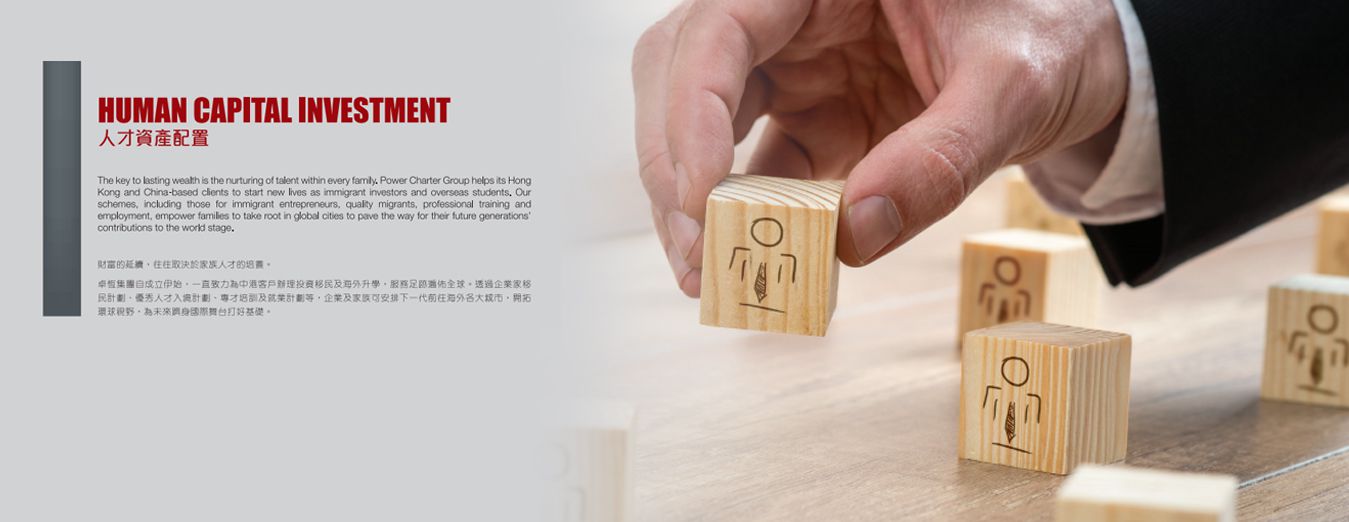 HUMAN CAPITAL INVESTMENT
人才資產配置
The key to lasting wealth is the nurturing of talent within every family. Power Charter Group helps its Hong
Kong and China-based clients to start new lives as immigrant investors and overseas students. Our
schemes, including those for immigrant entrepreneurs, quality migrants, professional training and
employment, empower families to take root in global cities to pave the way for their future generations'
contributions to the world stage.
財富的延續，往往取決於家族人才的培養。
卓恆集團自成立伊始，一直致力為中港客戶辦理投資移民及海外升學，服務足跡遍佈全球。透過企業家移
民計劃、優秀人才入境計劃、專才培訓及就業計劃等，企業及家族可安排下一代前往海外各大城市，開拓
環球視野，為未來躋身國際舞台打好基礎。